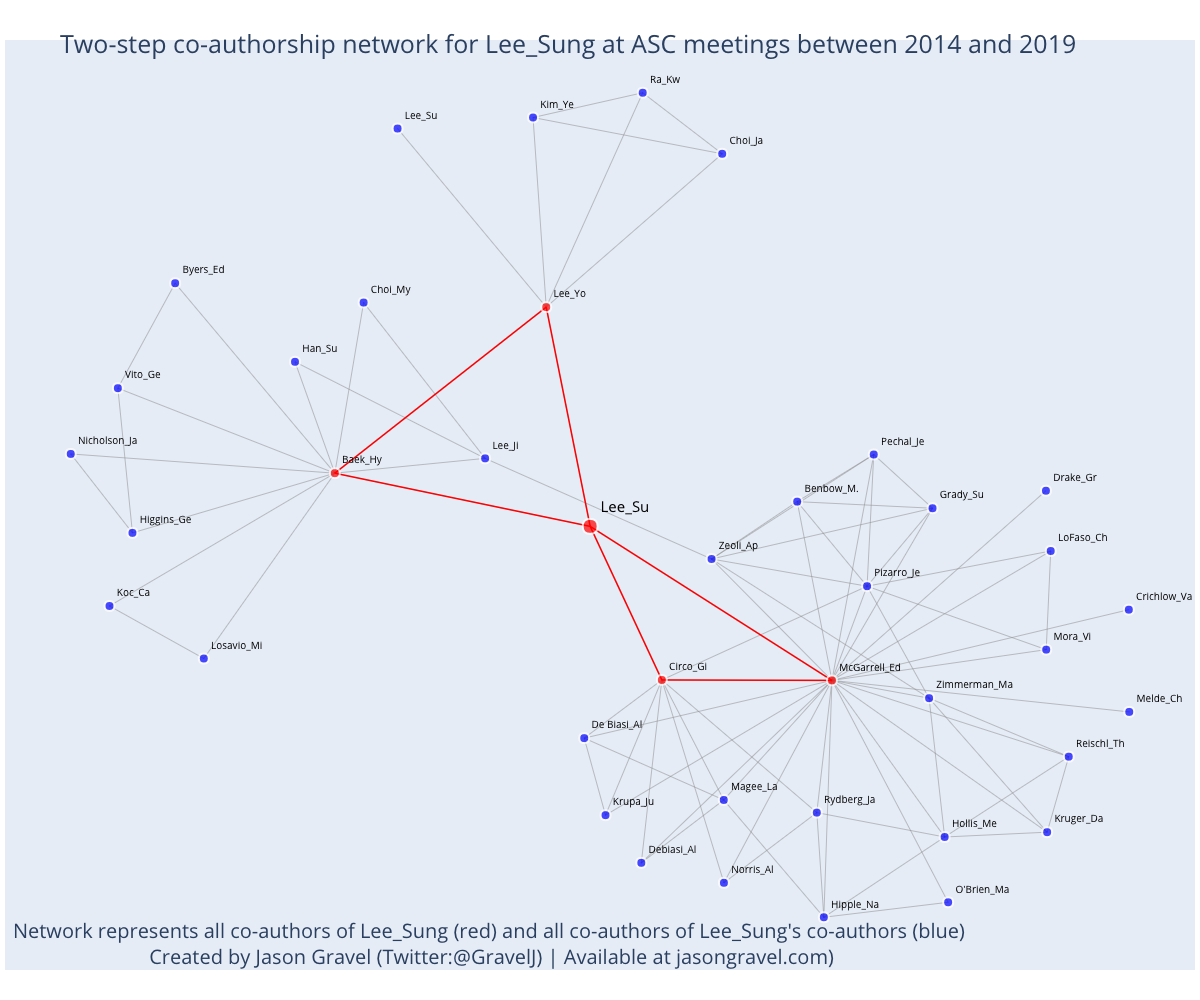 Two-step co-authorship network for Lee_Sung at ASC meetings between 2014 and 2019
Ra_Kw
Kim_Ye
Lee_Su
Choi_Ja
Byers_Ed
Choi_My
Lee_Yo
Han_Su
Vito_Ge
Nicholson_Ja
Pechal_Je
Lee_JI
Baek_Hy
Drake_Gr
Benbow_M.
Grady_Su
Lee_Su
Higgins_Ge
LoFaso_Ch
Zeoli_Ap
Pizarro_Je
Koc_Ca
Crichlow_Va
Mora_Vi
Losavio_Mi
Circo_Gi
McGarrell_Ed
Zimmerman_Ma
Melde_Ch
De Biasi_Al
Reischl_Th
Magee_La
Krupa_Ju
Rydberg_Ja
Kruger_Da
Hollis_Me
Debiasi_Al
Norris_Al
O'Brien_Ma
Hipple_Na
Network represents all co-authors of Lee_Sung (red) and all co-authors of Lee_Sung's co-authors (blue)
Created by Jason Gravel (Twitter:@GravelJ) | Available at jasongravel.com)